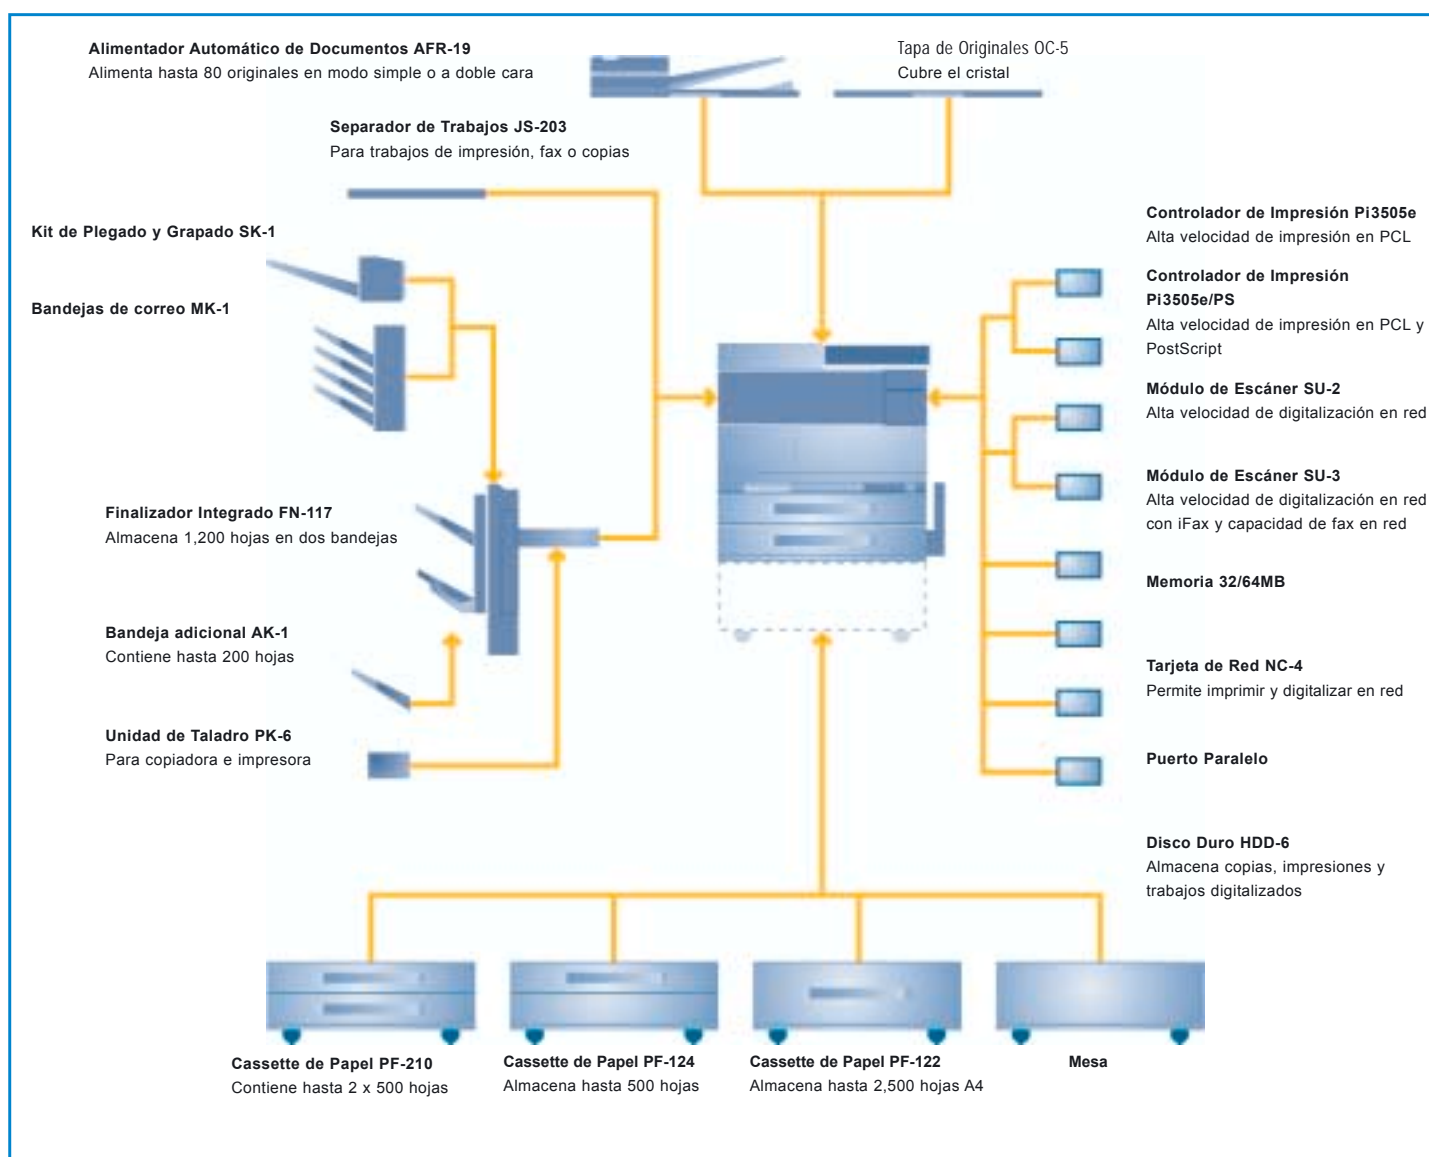 Alimentador Automático de Documentos AFR-19
Alimenta hasta 80 originales en modo simple o a doble cara
Tapa de Originales OC-5
Cubre el cristal
Separador de Trabajos JS-203
Para trabajos de impresión, fax o copias
Kit de Plegado y Grapado SK-1
Bandejas de correo MK-1
Finalizador Integrado FN-117
Almacena 1,200 hojas en dos bandejas
Bandeja adicional AK-1
Contiene hasta 200 hojas
Unidad de Taladro PK-6
Para copiadora e impresora
Controlador de Impresión Pi3505e
Alta velocidad de impresión en PCL
Controlador de Impresión
Pi3505e/PS
Alta velocidad de impresión en PCL y
PostScript
Módulo de Escáner SU-2
Alta velocidad de digitalización en red
Módulo de Escáner SU-3
Alta velocidad de digitalización en red
con iFax y capacidad de fax en red
Memoria 32/64MB
Tarjeta de Red NC-4
Permite imprimir y digitalizar en red
Puerto Paralelo
Disco Duro HDD-6
Almacena copias, impresiones y
trabajos digitalizados
Cassette de Papel PF-210
Contiene hasta 2 x 500 hojas
Cassette de Papel PF-124
Almacena hasta 500 hojas
Cassette de Papel PF-122
Almacena hasta 2,500 hojas A4
Mesa